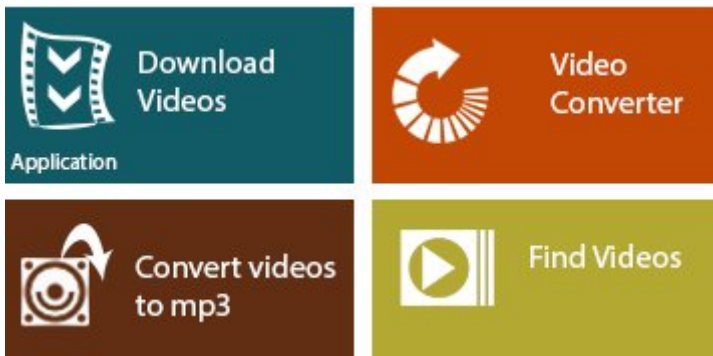 Download
Videos
Application
Video
Converter
Convert videos
to mp3
Find Videos